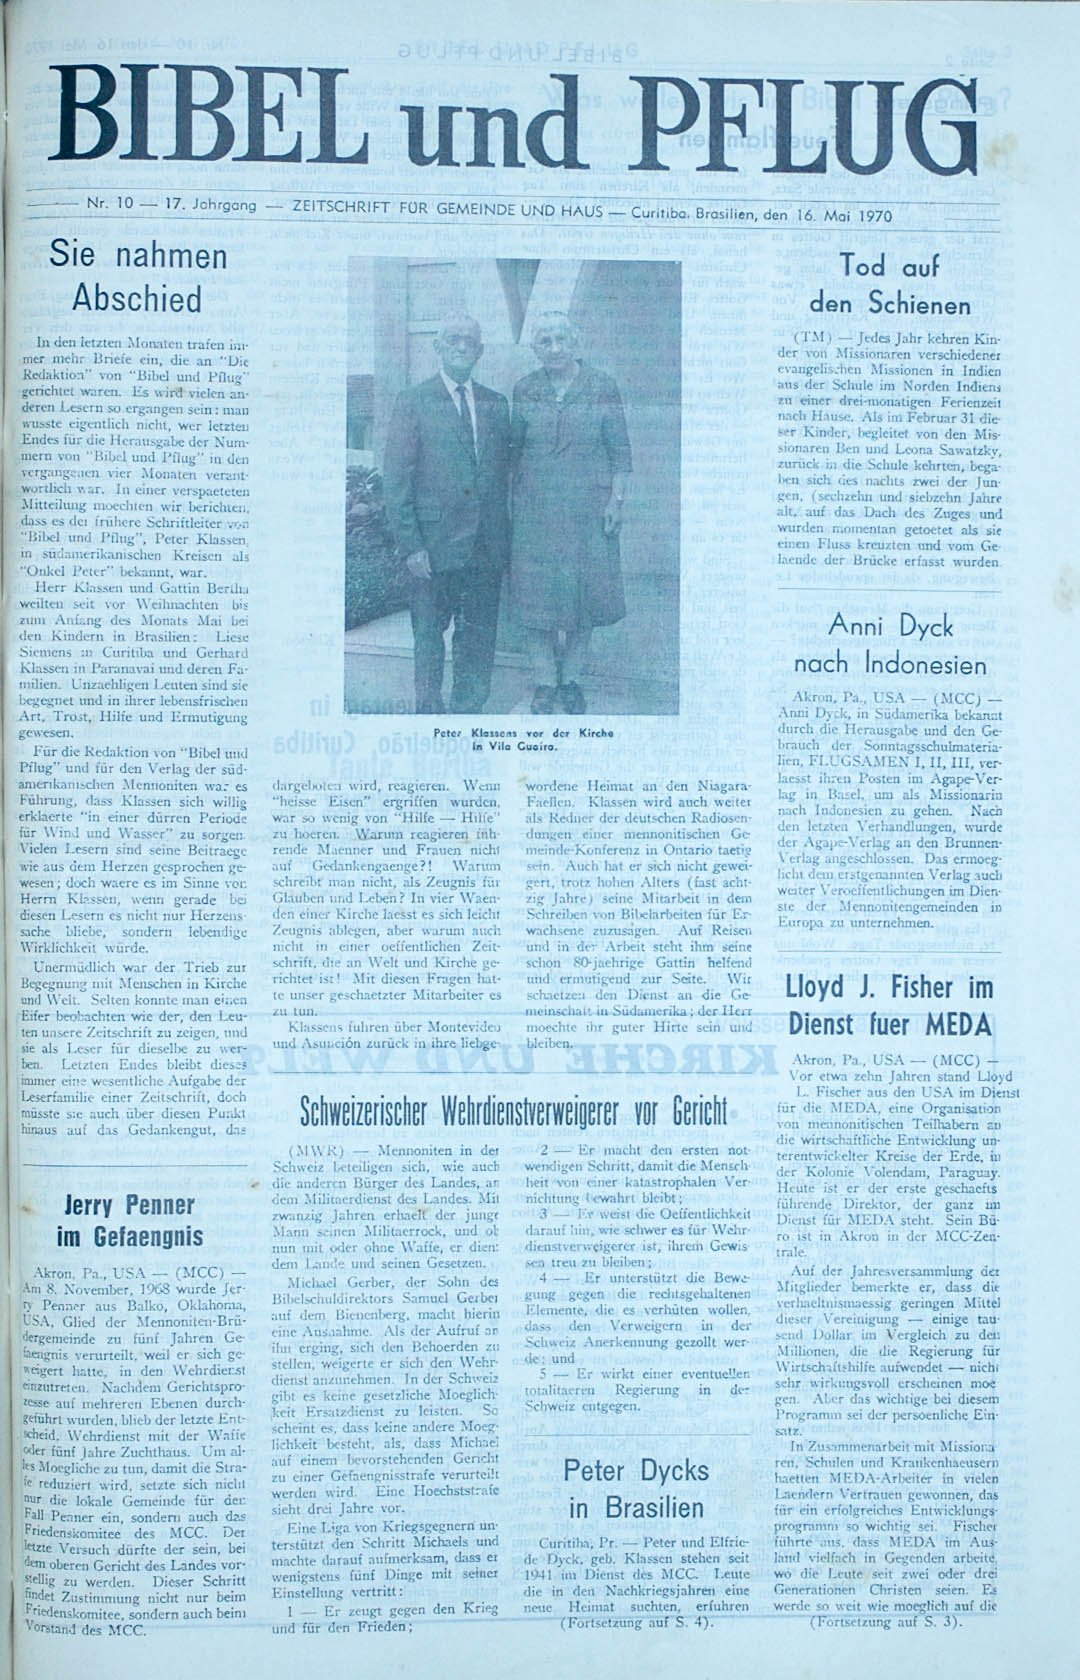 BIBEL und PFLUG
Nr. 10 — 17. Jahrgang — ZEITSCHRIFT FÜR GEMEINDE UND HAUS — Curitiba, Brasilien, den 16. Mai 1970
Sie nahmen
Abschied
In den letzten Monaten trafen im-
mer mehr Briefe ein, die an "Die
Redaktion" von "Bibel und Pflug"
gerichtet waren. Es wird vielen an-
deren Lesern so ergangen sein: man
wusste eigentlich nicht, wer letzten
Endes für die Herausgabe der Num-
mern von "Bibel und Pflug" in den
vergangenen vier Monaten verant-
wortlich war. In einer verspaeteten
Mitteilung moechten wir berichten,
dass es der frühere Schriftleiter von
"Bibel und Pflug", Peter Klassen,
in südamerikanischen Kreisen als
"Onkel Peter" bekannt, war.
Herr Klassen und Gattin Bertha
weilten seit vor Weihnachten bis
zum Anfang des Monats Mai bei
den Kindern in Brasilien: Liese
Siemens in Curitiba und Gerhard
Klassen in Paranavai und deren Fa-
milien. Unzaehligen Leuten sind sie
begegnet und in ihrer lebensfrischen
Art, Trost, Hilfe und Ermutigung
gewesen.
Für die Redaktion von "Bibel und
Pflug" und für den Verlag der süd-
amerikanischen Mennoniten war es
Führung, dass Klassen sich willig
erklaerte "in einer dürren Periode
für Wind und Wasser" zu sorgen.
Vielen Lesern sind seine Beitraege
wie aus dem Herzen gesprochen ge-
wesen; doch waere es im Sinne von
Herrn Klassen, wenn gerade bei
diesen Lesern es nicht nur Herzens-
sache bliebe, sondern lebendige
Wirklichkeit würde.
Unermüdlich war der Trieb zur
Begegnung mit Menschen in Kirche
und Welt. Selten konnte man einen
Eifer beobachten wie der, den Leu-
ten unsere Zeitschrift zu zeigen, und
sie als Leser für dieselbe zu wer-
ben. Letzten Endes bleibt dieses
immer eine wesentliche Aufgabe der
Leserfamilie einer Zeitschrift, doch
müsste sie auch über diesen Punkt
hinaus auf das Gedankengut, das
Peter Klassens vor der Kirche
in Vila Guaira.
dargeboten wird, reagieren. Wenn
"heisse Eisen" ergriffen wurden,
war so wenig von "Hilfe — Hilfe"
zu hoeren. Warum reagieren füh-
rende Maenner und Frauen nicht
auf Gedankengaenge?! Warum
schreibt man nicht, als Zeugnis für
Glauben und Leben? In vier Waen-
den einer Kirche laesst es sich leicht
Zeugnis ablegen, aber warum auch
nicht in einer oeffentlichen Zeit-
schrift, die an Welt und Kirche ge-
richtet ist! Mit diesen Fragen hat-
te unser geschaetzter Mitarbeiter es
zu tun.
Klassens fuhren über Montevideo
und Asunción zurück in ihre liebge-
wordene Heimat an den Niagara-
Faellen. Klassen wird auch weiter
als Redner der deutschen Radiosen-
dungen einer mennonitischen Ge-
meinde-Konferenz in Ontario taetig
sein. Auch hat er sich nicht gewei-
gert, trotz hohen Alters (fast acht-
zig Jahre) seine Mitarbeit in dem
Schreiben von Bibelarbeiten für Er-
wachsene zuzusagen. Auf Reisen
und in der Arbeit steht ihm seine
schon 80-jaehrige Gattin helfend
und ermutigend zur Seite. Wir
schaetzen den Dienst an die Ge-
meinschaft in Südamerika; der Herr
moechte ihr guter Hirte sein und
bleiben.
Tod auf
den Schienen
(TM) — Jedes Jahr kehren Kin-
der von Missionaren verschiedener
evangelischen Missionen in Indien
aus der Schule im Norden Indiens
zu einer drei-monatigen Ferienzeit
nach Hause. Als im Februar 31 die-
ser Kinder, begleitet von den Mis-
sionaren Ben und Leona Sawatzky,
zurück in die Schule kehrten, bega-
ben sich des nachts zwei der Jun-
gen, (sechzehn und siebzehn Jahre
alt, auf das Dach des Zuges und
wurden momentan getoetet als sie
einen Fluss kreuzten und vom Ge-
laende der Brücke erfasst wurden.
Anni Dyck
nach Indonesien
Akron, Pa., USA — (MCC) —
Anni Dyck, in Südamerika bekannt
durch die Herausgabe und den Ge-
brauch der Sonntagsschulmateria-
lien, FLUGSAMEN I, II, III, ver-
laesst ihren Posten im Agape-Ver-
lag in Basel, um als Missionarin
nach Indonesien zu gehen. Nach
den letzten Verhandlungen, wurde
der Agape-Verlag an den Brunnen-
Verlag angeschlossen. Das ermoeg-
licht dem erstgenannten Verlag auch
weiter Veroeffentlichungen im Dien-
ste der Mennonitengemeinden in
Europa zu unternehmen.
Lloyd J. Fisher im
Dienst fuer MEDA
Akron, Pa., USA — (MCC) —
Vor etwa zehn Jahren stand Lloyd
L. Fischer aus den USA im Dienst
für die MEDA, eine Organisation
von mennonitischen Teilhabern an
die wirtschaftliche Entwicklung un-
terentwickelter Kreise der Erde, in
der Kolonie Volendam, Paraguay.
Heute ist er der erste geschaefts
führende Direktor, der ganz im
Dienst für MEDA steht. Sein Bü-
ro ist in Akron in der MCC-Zen-
trale.
Auf der Jahresversammlung der
Mitglieder bemerkte er, dass die
verhaeltnismaessig geringen Mittel
dieser Vereinigung — einige tau-
send Dollar im Vergleich zu den
Millionen, die die Regierung für
Wirtschaftshilfe aufwendet — nicht
sehr wirkungsvoll erscheinen moe
gen. Aber das wichtige bei diesem
Programm sei der persoenliche Ein-
satz.
In Zusammenarbeit mit Missiona
ren, Schulen und Krankenhaeusern
haetten MEDA-Arbeiter in vielen
Laendern Vertrauen gewonnen, das
für ein erfolgreiches Entwicklungs-
programm so wichtig sei. Fischer
führte aus, dass MEDA im Aus-
land vielfach in Gegenden arbeite,
wo die Leute seit zwei oder drei
Generationen Christen seien. Es
werde so weit wie moeglich auf die
(Fortsetzung auf S. 3).
Jerry Penner
im Gefaengnis
Akron, Pa., USA — (MCC) —
Am 8. November, 1968 wurde Jer-
ry Penner aus Balko, Oklahoma,
USA, Glied der Mennoniten-Brü-
dergemeinde zu fünf Jahren Ge-
faengnis verurteilt, weil er sich ge-
weigert hatte, in den Wehrdienst
einzutreten. Nachdem Gerichtspro-
zesse auf mehreren Ebenen durch-
geführt wurden, blieb der letzte Ent-
scheid, Wehrdienst mit der Waffe
oder fünf Jahre Zuchthaus. Um al-
les Moegliche zu tun, damit die Stra-
fe reduziert wird, setzte sich nicht
nur die lokale Gemeinde für den
Fall Penner ein, sondern auch das
Friedenskomitee des MCC. Der
letzte Versuch dürfte der sein, bei
dem oberen Gericht des Landes vor-
stellig zu werden. Dieser Schritt
findet Zustimmung nicht nur beim
Friedenskomitee, sondern auch beim
Vorstand des MCC.
Schweizerischer Wehrdienstverweigerer vor Gericht
(MWR) — Mennoniten in der
Schweiz beteiligen sich, wie auch
die anderen Bürger des Landes, an
dem Militaerdienst des Landes. Mit
zwanzig Jahren erhaelt der junge
Mann seinen Militaerrock, und ob
nun mit oder ohne Waffe, er dient
dem Lande und seinen Gesetzen.
Michael Gerber, der Sohn des
Bibelschuldirektors Samuel Gerber
auf dem Bienenberg, macht hierin
eine Ausnahme. Als der Aufruf an
ihn erging, sich den Behoerden zu
stellen, weigerte er sich den Wehr-
dienst anzunehmen. In der Schweiz
gibt es keine gesetzliche Moeglich-
keit Ersatzdienst zu leisten. So
scheint es, dass keine andere Moeg-
lichkeit besteht, als, dass Michael
auf einem bevorstehenden Gericht
zu einer Gefaengnisstrafe verurteilt
werden wird. Eine Hoechststrafe
sieht drei Jahre vor.
Eine Liga von Kriegsgegnern un-
terstützt den Schritt Michaels und
machte darauf aufmerksam, dass er
wenigstens fünf Dinge mit seiner
Einstellung vertritt:
1 — Er zeugt gegen den Krieg
und für den Frieden;
2 — Er macht den ersten not-
wendigen Schritt, damit die Mensch-
heit von einer katastrophalen Ver-
nichtung bewahrt bleibt;
3 — Er weist die Oeffentlichkeit
darauf hin, wie schwer es für Wehr-
dienstverweigerer ist, ihrem Gewis-
sen treu zu bleiben;
4 — Er unterstützt die Bewe-
gung gegen die rechtsgehaltenen
Elemente, die es verhüten wollen,
dass den Verweigern in der
Schweiz Anerkennung gezollt wer-
de; und
5 — Er wirkt einer eventuellen
totalitaeren Regierung in der
Schweiz entgegen.
Peter Dycks
in Brasilien
Curitiba, Pr. — Peter und Elfrie-
de Dyck, geb. Klassen stehen seit
1941 im Dienst des MCC. Leute
die in den Nachkriegsjahren eine
neue Heimat suchten, erfuhren
(Fortsetzung auf S. 4).